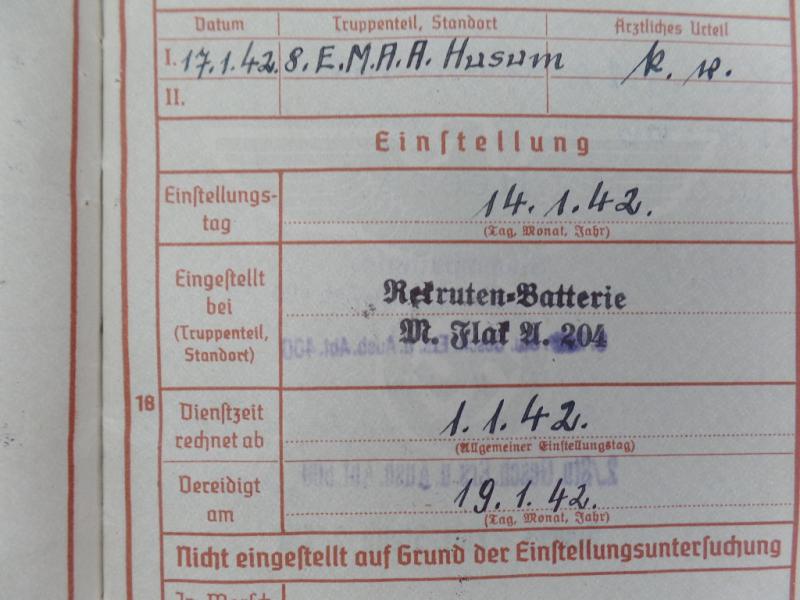 Datum Truppenteil, Standort Ärztliches Urteil
I. 17.1.42. 8.E.M.A.A. Husum k. v.
II.
Einstellung
Einstellungs-
tag
14.1.42.
(Tag, Monat, Jahr)
Eingestellt
bei
(Truppenteil,
Standort)
Rekruten-Batterie
M. Flak A. 204
18
Dienstzeit
rechnet ab
1.1.42.
(Allgemeiner Einstellungstag)
Vereidigt
am
19.1.42.
(Tag, Monat, Jahr)
Nicht eingestellt auf Grund der Einstellungsuntersuchung